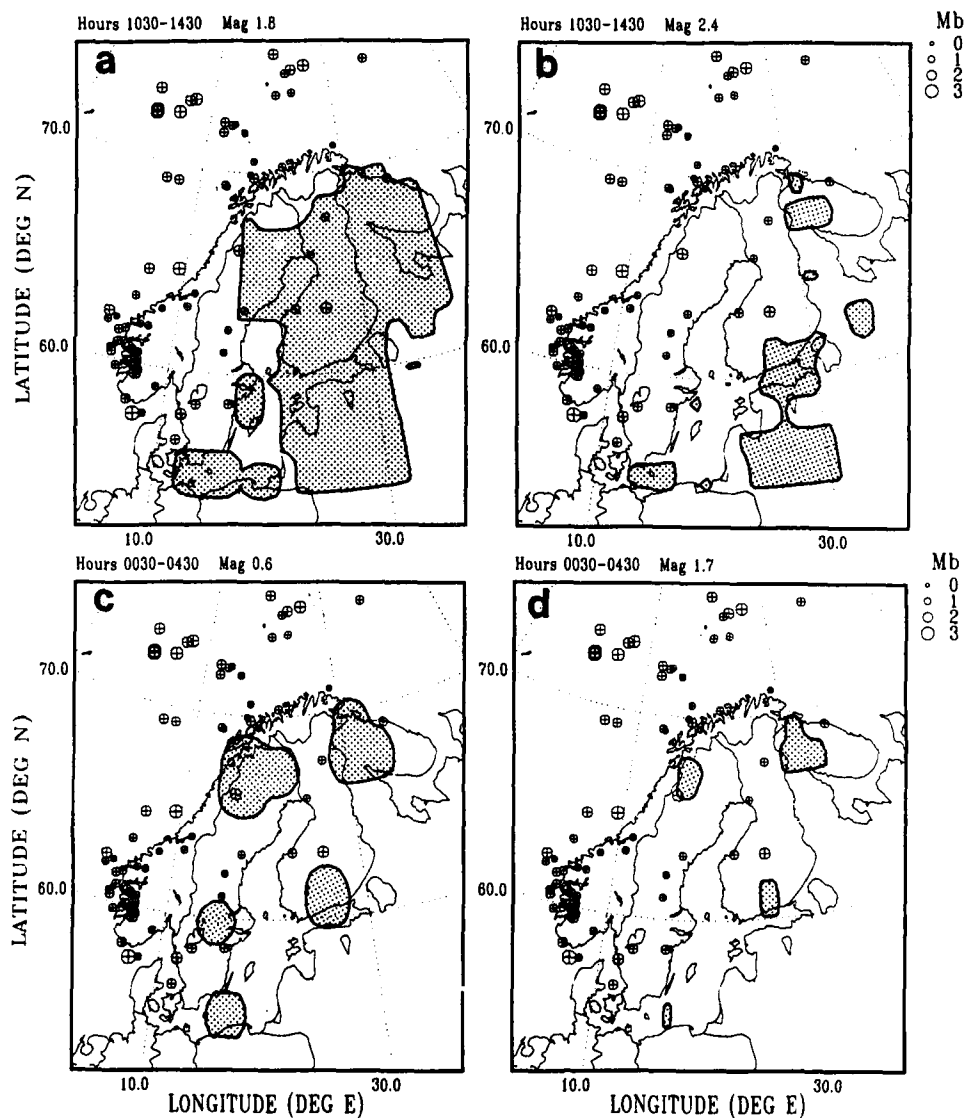 Hours 1030-1430 Mag 1.8
Hours 1030-1430 Mag 2.4
Mb
0
1
2
3
a
b
70.0
70.0
LATITUDE (DEG N)
60.0
60.0
10.0
30.0
10.0
30.0
Hours 0030-0430 Mag 0.6
Hours 0030-0430 Mag 1.7
Mb
0
1
2
3
c
d
70.0
70.0
LATITUDE (DEG N)
60.0
60.0
10.0
30.0
10.0
30.0
LONGITUDE (DEG E)
LONGITUDE (DEG E)